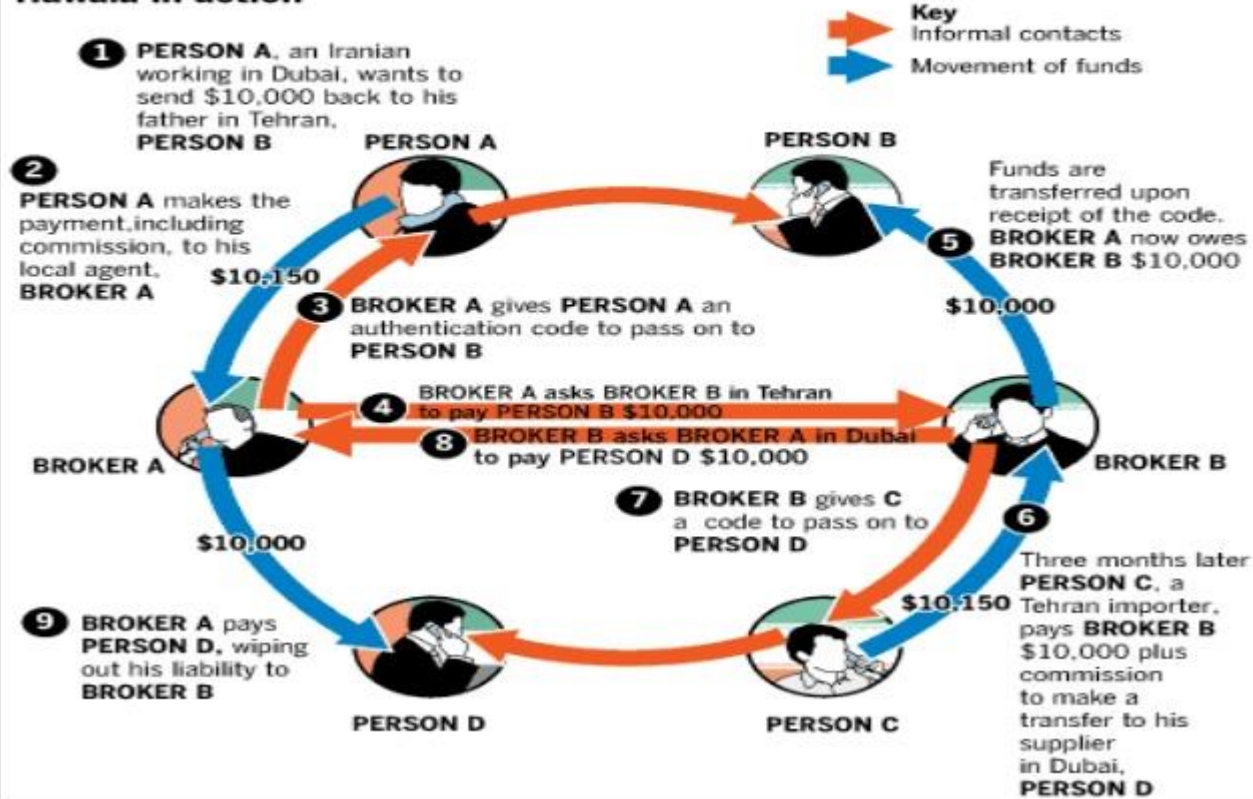 Hawala in action
Key
Informal contacts
Movement of funds
1 PERSON A, an Iranian
working in Dubai, wants to
send $10,000 back to his
father in Tehran,
PERSON B
PERSON A
PERSON B
2
PERSON A makes the
payment,including
commission, to his
local agent,
BROKER A
$10,150
3 BROKER A gives PERSON A an
authentication code to pass on to
PERSON B
4 BROKER A asks BROKER B in Tehran
to pay PERSON B $10,000
Funds are
transferred upon
receipt of the code.
5 BROKER A now owes
BROKER B $10,000
$10,000
8 BROKER B asks BROKER A in Dubai
to pay PERSON D $10,000
BROKER A
BROKER B
7 BROKER B gives C
a code to pass on to
PERSON D
6
Three months later
PERSON C, a
Tehran importer,
pays BROKER B
$10,000 plus
commission
to make a
transfer to his
supplier
in Dubai,
PERSON D
$10,150
$10,000
9 BROKER A pays
PERSON D, wiping
out his liability to
BROKER B
PERSON D
PERSON C